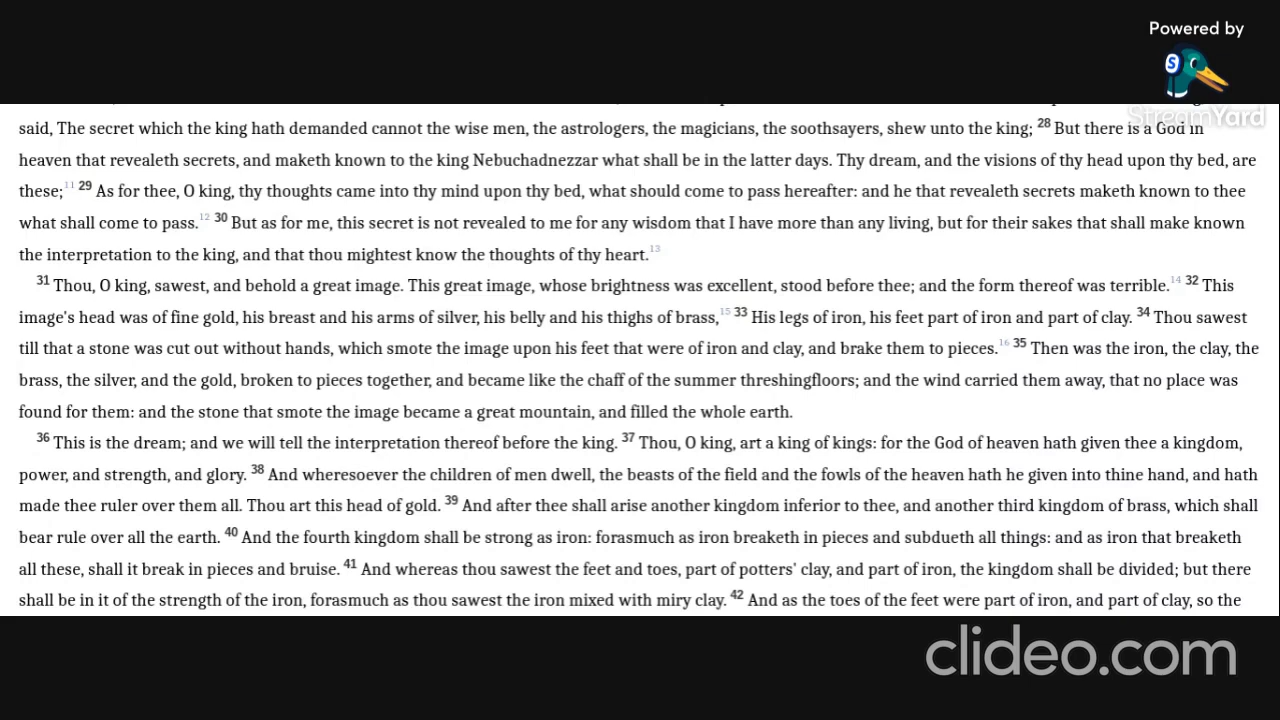 Powered by
StreamYard
said, The secret which the king hath demanded cannot the wise men, the astrologers, the magicians, the soothsayers, shew unto the king; 28 But there is a God in
heaven that revealeth secrets, and maketh known to the king Nebuchadnezzar what shall be in the latter days. Thy dream, and the visions of thy head upon thy bed, are
these;11 29 As for thee, O king, thy thoughts came into thy mind upon thy bed, what should come to pass hereafter: and he that revealeth secrets maketh known to thee
what shall come to pass.12 30 But as for me, this secret is not revealed to me for any wisdom that I have more than any living, but for their sakes that shall make known
the interpretation to the king, and that thou mightest know the thoughts of thy heart.13
31 Thou, O king, sawest, and behold a great image. This great image, whose brightness was excellent, stood before thee; and the form thereof was terrible.14 32 This
image's head was of fine gold, his breast and his arms of silver, his belly and his thighs of brass,15 33 His legs of iron, his feet part of iron and part of clay. 34 Thou sawest
till that a stone was cut out without hands, which smote the image upon his feet that were of iron and clay, and brake them to pieces.16 35 Then was the iron, the clay, the
brass, the silver, and the gold, broken to pieces together, and became like the chaff of the summer threshingfloors; and the wind carried them away, that no place was
found for them: and the stone that smote the image became a great mountain, and filled the whole earth.
36 This is the dream; and we will tell the interpretation thereof before the king. 37 Thou, O king, art a king of kings: for the God of heaven hath given thee a kingdom,
power, and strength, and glory. 38 And wheresoever the children of men dwell, the beasts of the field and the fowls of the heaven hath he given into thine hand, and hath
made thee ruler over them all. Thou art this head of gold. 39 And after thee shall arise another kingdom inferior to thee, and another third kingdom of brass, which shall
bear rule over all the earth. 40 And the fourth kingdom shall be strong as iron: forasmuch as iron breaketh in pieces and subdueth all things: and as iron that breaketh
all these, shall it break in pieces and bruise. 41 And whereas thou sawest the feet and toes, part of potters' clay, and part of iron, the kingdom shall be divided; but there
shall be in it of the strength of the iron, forasmuch as thou sawest the iron mixed with miry clay. 42 And as the toes of the feet were part of iron, and part of clay, so the
clideo.com